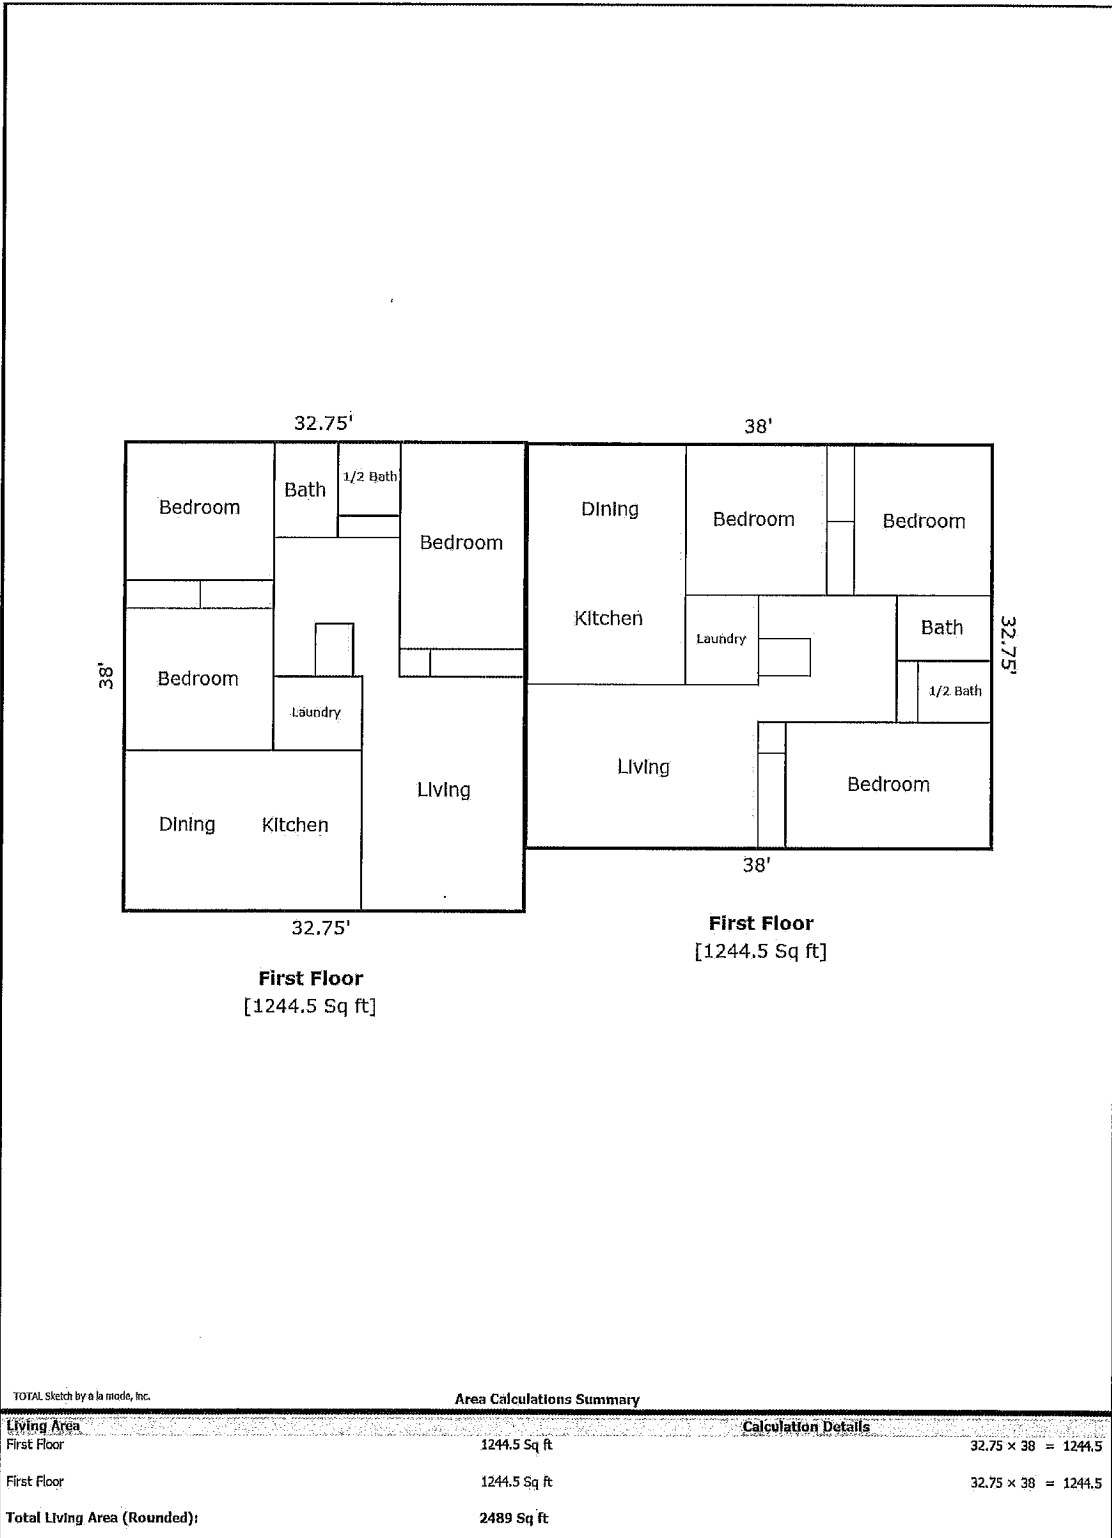 32.75'
38'
Bedroom
Bath
1/2 Bath
Bedroom
Bedroom
Laundry
Living
Dining
Kitchen
38'
32.75'
First Floor
[1244.5 Sq ft]
38'
Dining
Bedroom
Bedroom
Kitchen
Laundry
Bath
1/2 Bath
32.75'
Living
Bedroom
38'
First Floor
[1244.5 Sq ft]
TOTAL Sketch by a la mode, inc.
Area Calculations Summary
Living Area
Calculation Details
First Floor
1244.5 Sq ft
32.75 × 38 = 1244.5
First Floor
1244.5 Sq ft
32.75 × 38 = 1244.5
Total Living Area (Rounded):
2489 Sq ft